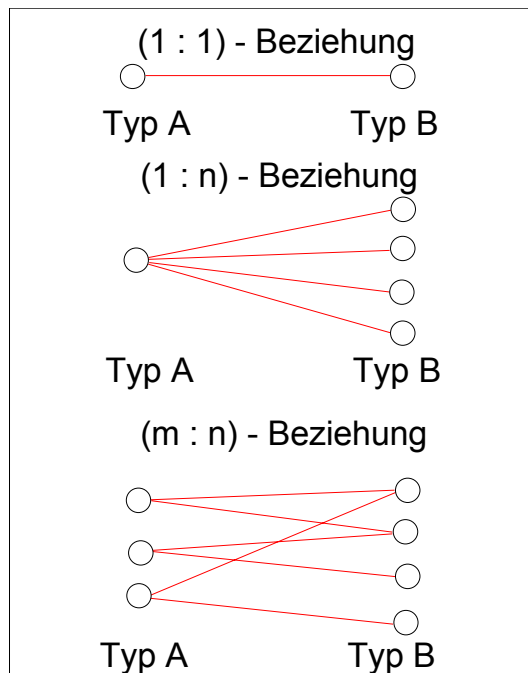 (1 : 1) - Beziehung
Typ A Typ B
(1 : n) - Beziehung
Typ A Typ B
(m : n) - Beziehung
Typ A Typ B